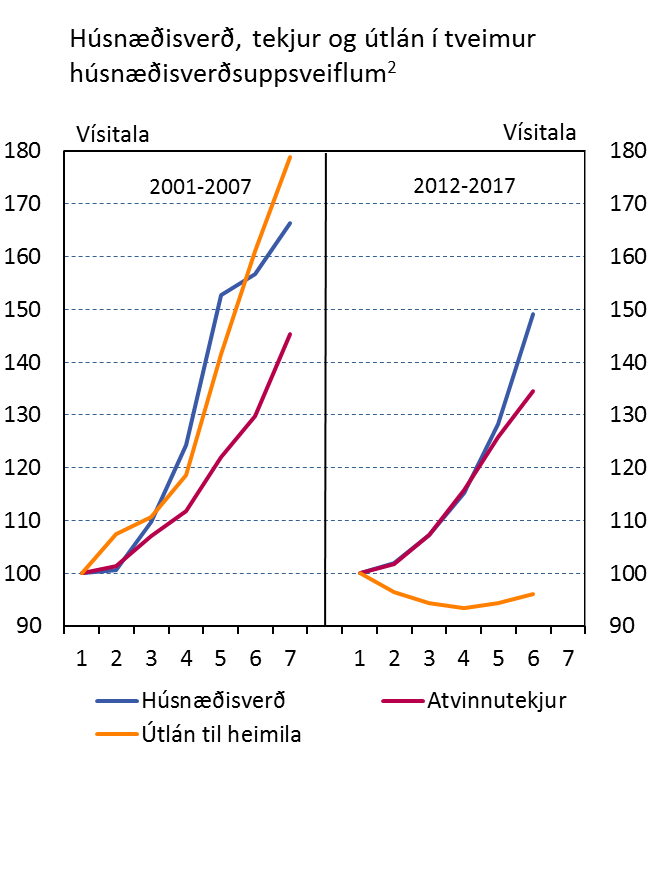 Húsnæðisverð, tekjur og útlán í tveimur
húsnæðisverðsuppsveiflum²
Vísitala Vísitala
180 2001-2007 2012-2017 180
170 170
160 160
150 150
140 140
130 130
120 120
110 110
100 100
90 90
1 2 3 4 5 6 7 1 2 3 4 5 6 7
Húsnæðisverð Atvinnutekjur
Útlán til heimila